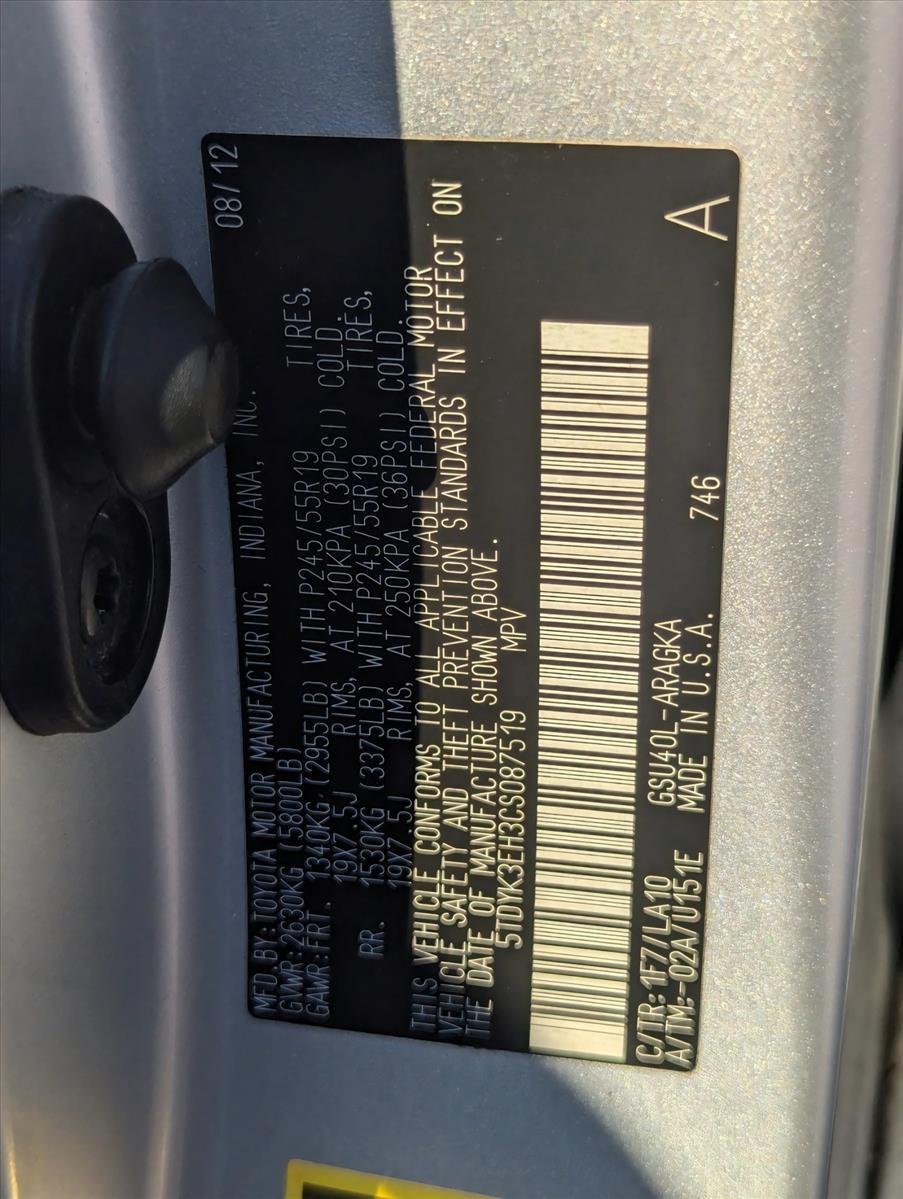 MFD.BY:TOYOTA MOTOR MANUFACTURING, INDIANA, INC. 08/12
GVWR:2630KG(5800LB)
GAWR:FRT. 1340KG(2955LB) WITH P245/55R19 TIRES,
19X7.5J RIMS, AT 210KPA (30PSI) COLD.
RR. 1530KG(3375LB) WITH P245/55R19 TIRES,
19X7.5J RIMS, AT 250KPA (36PSI) COLD.
THIS VEHICLE CONFORMS TO ALL APPLICABLE FEDERAL MOTOR
VEHICLE SAFETY AND THEFT PREVENTION STANDARDS IN EFFECT ON
THE DATE OF MANUFACTURE SHOWN ABOVE.
5TDYK3EH3CS087519 MPV
C/TR:1F7/LA10 GSU40L-ARAGKA
A/TM:-02A/U151E MADE IN U.S.A. 746
A